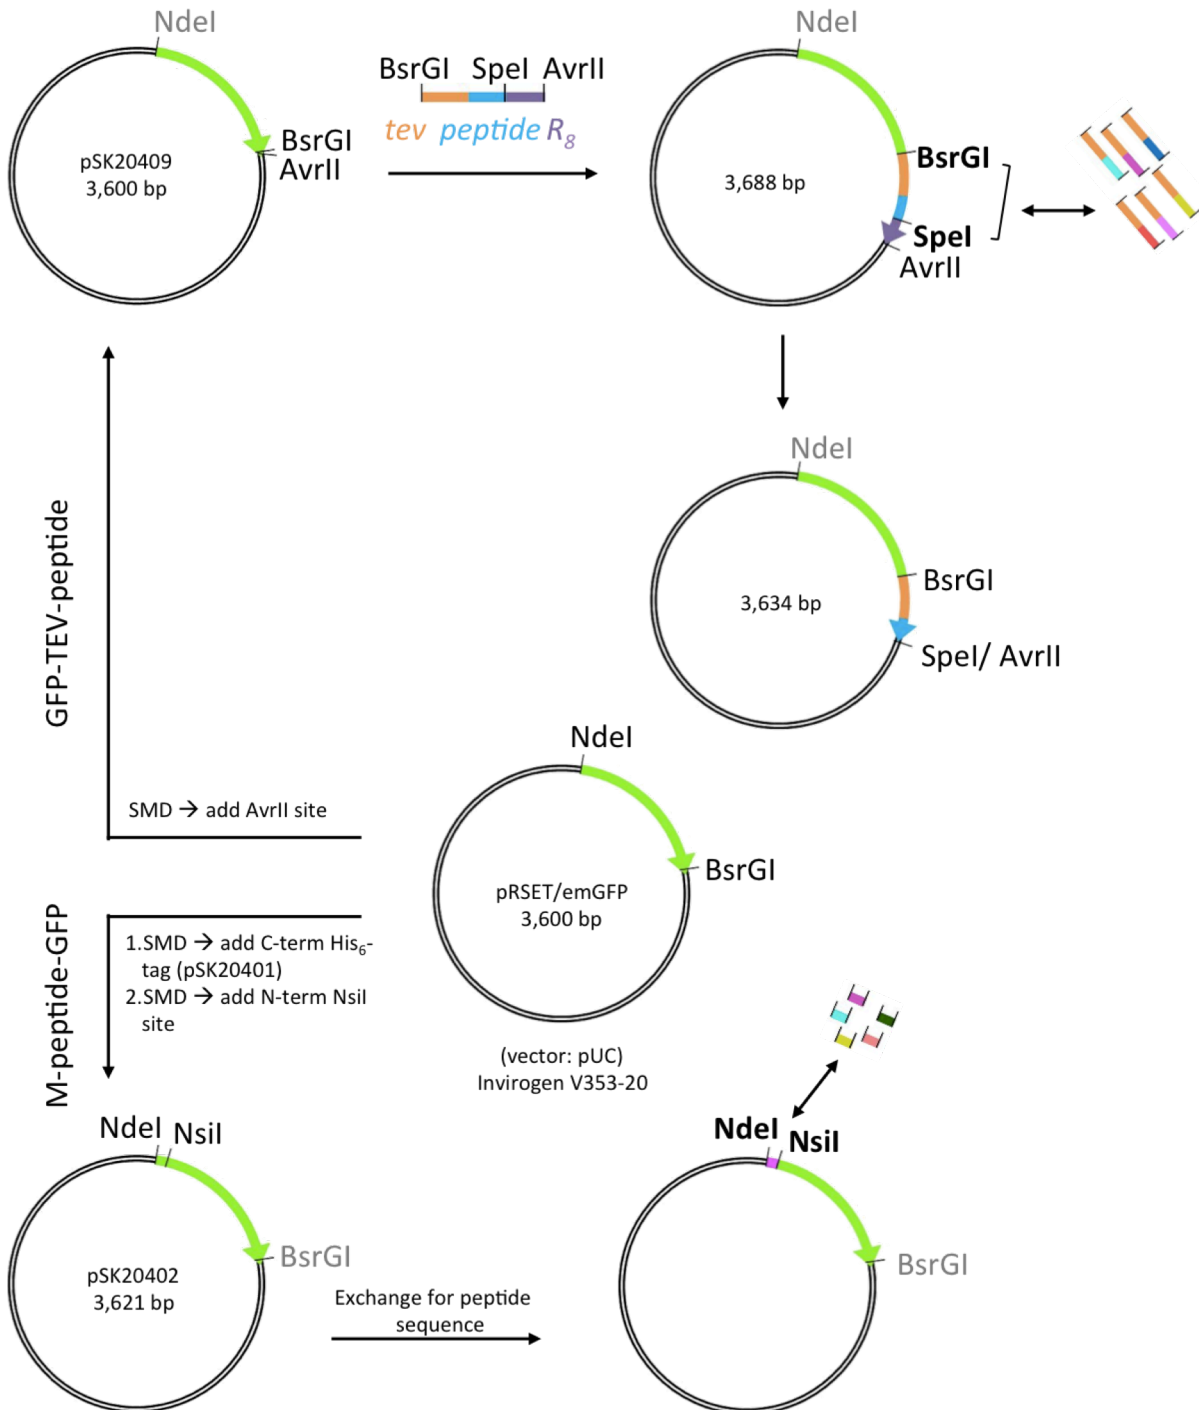 NdeI
BsrGI
AvrII
pSK20409
3,600 bp
BsrGI SpeI AvrII
tev peptide R8
NdeI
BsrGI
SpeI
AvrII
3,688 bp
NdeI
BsrGI
SpeI/ AvrII
3,634 bp
GFP-TEV-peptide
SMD → add AvrII site
NdeI
BsrGI
pRSET/emGFP
3,600 bp
(vector: pUC)
Invirogen V353-20
M-peptide-GFP
1.SMD → add C-term His6-
tag (pSK20401)
2.SMD → add N-term NsiI
site
NdeI NsiI
BsrGI
pSK20402
3,621 bp
Exchange for peptide
sequence
NdeI
NsiI
BsrGI